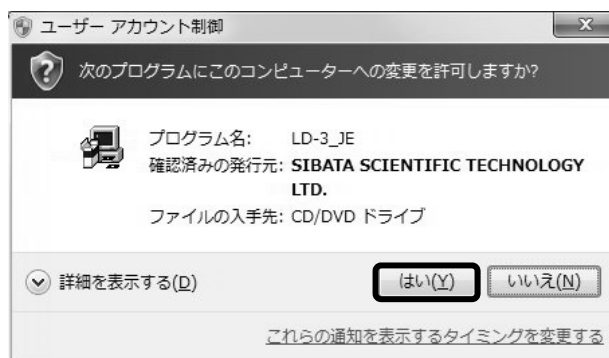 ユーザー アカウント制御
次のプログラムにこのコンピューターへの変更を許可しますか?
プログラム名: LD-3_JE
確認済みの発行元: SIBATA SCIENTIFIC TECHNOLOGY
LTD.
ファイルの入手先: CD/DVD ドライブ
詳細を表示する(D) はい(Y) いいえ(N)
これらの通知を表示するタイミングを変更する